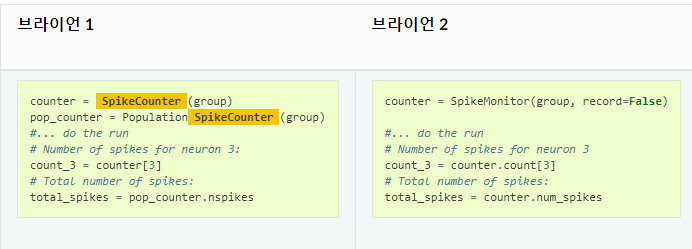 브라이언 1
counter = SpikeCounter(group)
pop_counter = PopulationSpikeCounter(group)
#... do the run
# Number of spikes for neuron 3:
count_3 = counter[3]
# Total number of spikes:
total_spikes = pop_counter.nspikes
브라이언 2
counter = SpikeMonitor(group, record=False)
#... do the run
# Number of spikes for neuron 3
count_3 = counter.count[3]
# Total number of spikes:
total_spikes = counter.num_spikes